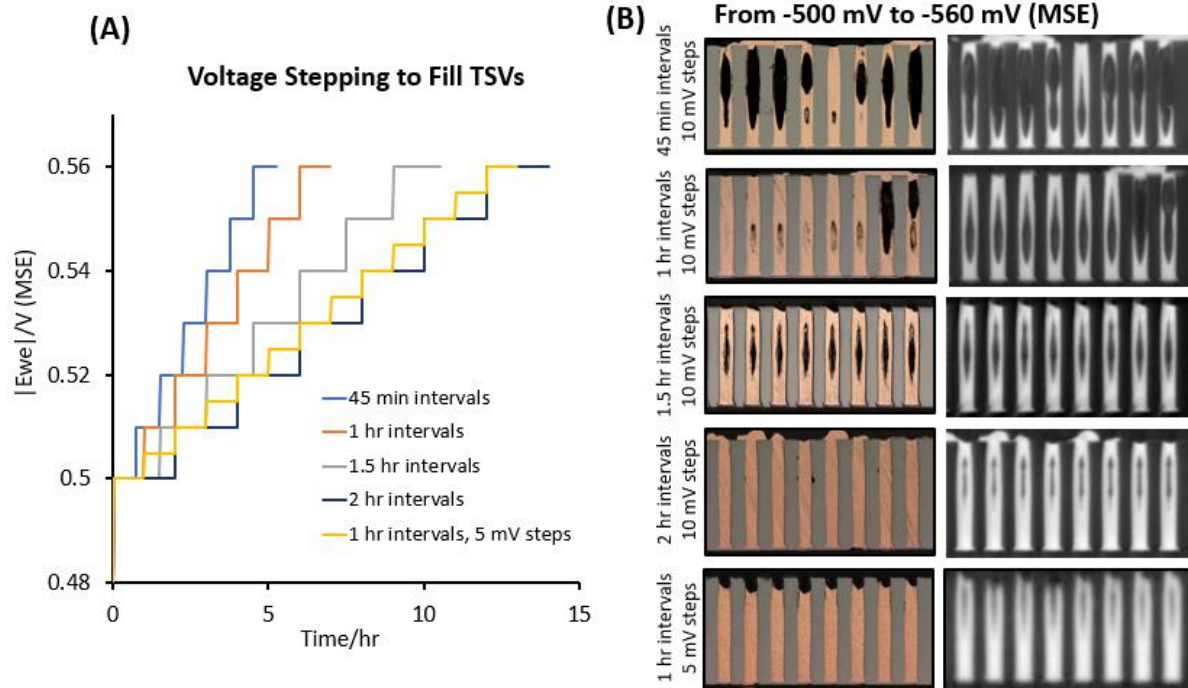 (A)
Voltage Stepping to Fill TSVs
|Ewe|/V (MSE)
0.56
0.54
0.52
0.5
0.48
0
5
10
15
Time/hr
45 min intervals
1 hr intervals
1.5 hr intervals
2 hr intervals
1 hr intervals, 5 mV steps
(B)
From -500 mV to -560 mV (MSE)
45 min intervals
10 mV steps
1 hr intervals
10 mV steps
1.5 hr intervals
10 mV steps
2 hr intervals
10 mV steps
1 hr intervals
5 mV steps